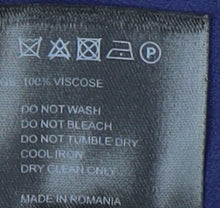 P
100% VISCOSE
DO NOT WASH
DO NOT BLEACH
DO NOT TUMBLE DRY
COOL IRON
DRY CLEAN ONLY
MADE IN ROMANIA